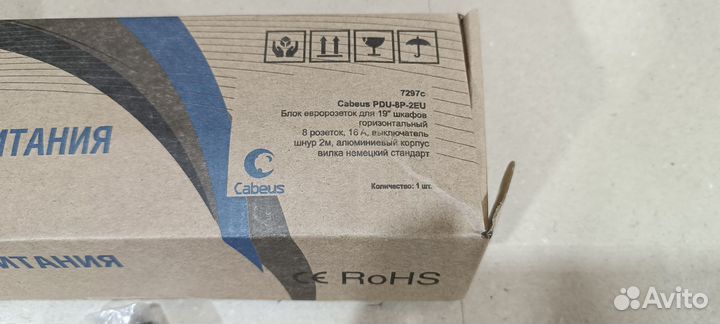 7297c
Cabeus PDU-8P-2EU
Блок евророзеток для 19" шкафов
горизонтальный
8 розеток, 16 А, выключатель
шнур 2м, алюминиевый корпус
вилка немецкий стандарт
Количество: 1 шт.
Cabeus
ИТАНИЯ
ИТАНИЯ
CE RoHS
Avito